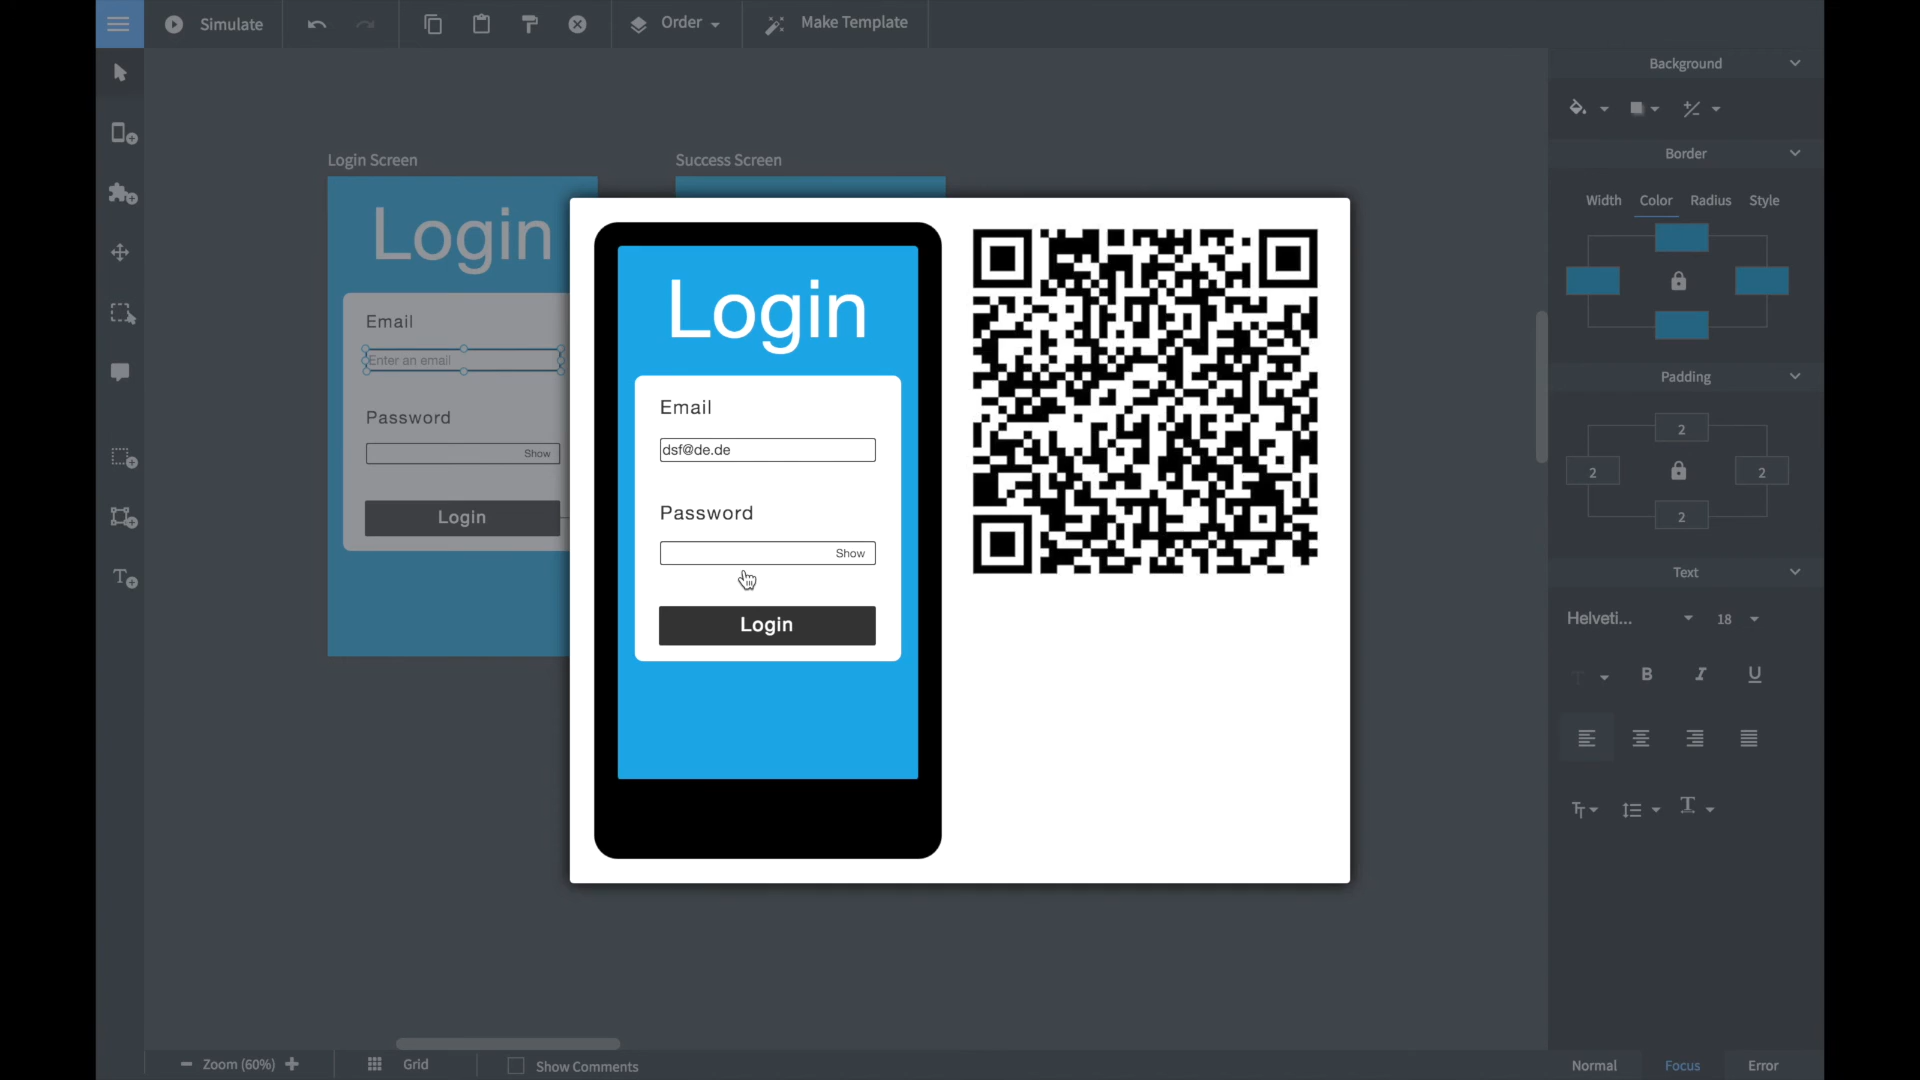 Simulate
Order
Make Template
Background
Border
Width Color Radius Style
Padding
2
2 2
2
Text
Helveti... 18
B I U
Login Screen
Login
Email
Enter an email
Password
Show
Login
Success Screen
Login
Email
dsf@de.de
Password
Show
Login
Zoom (60%)
Grid
Show Comments
Normal Focus Error